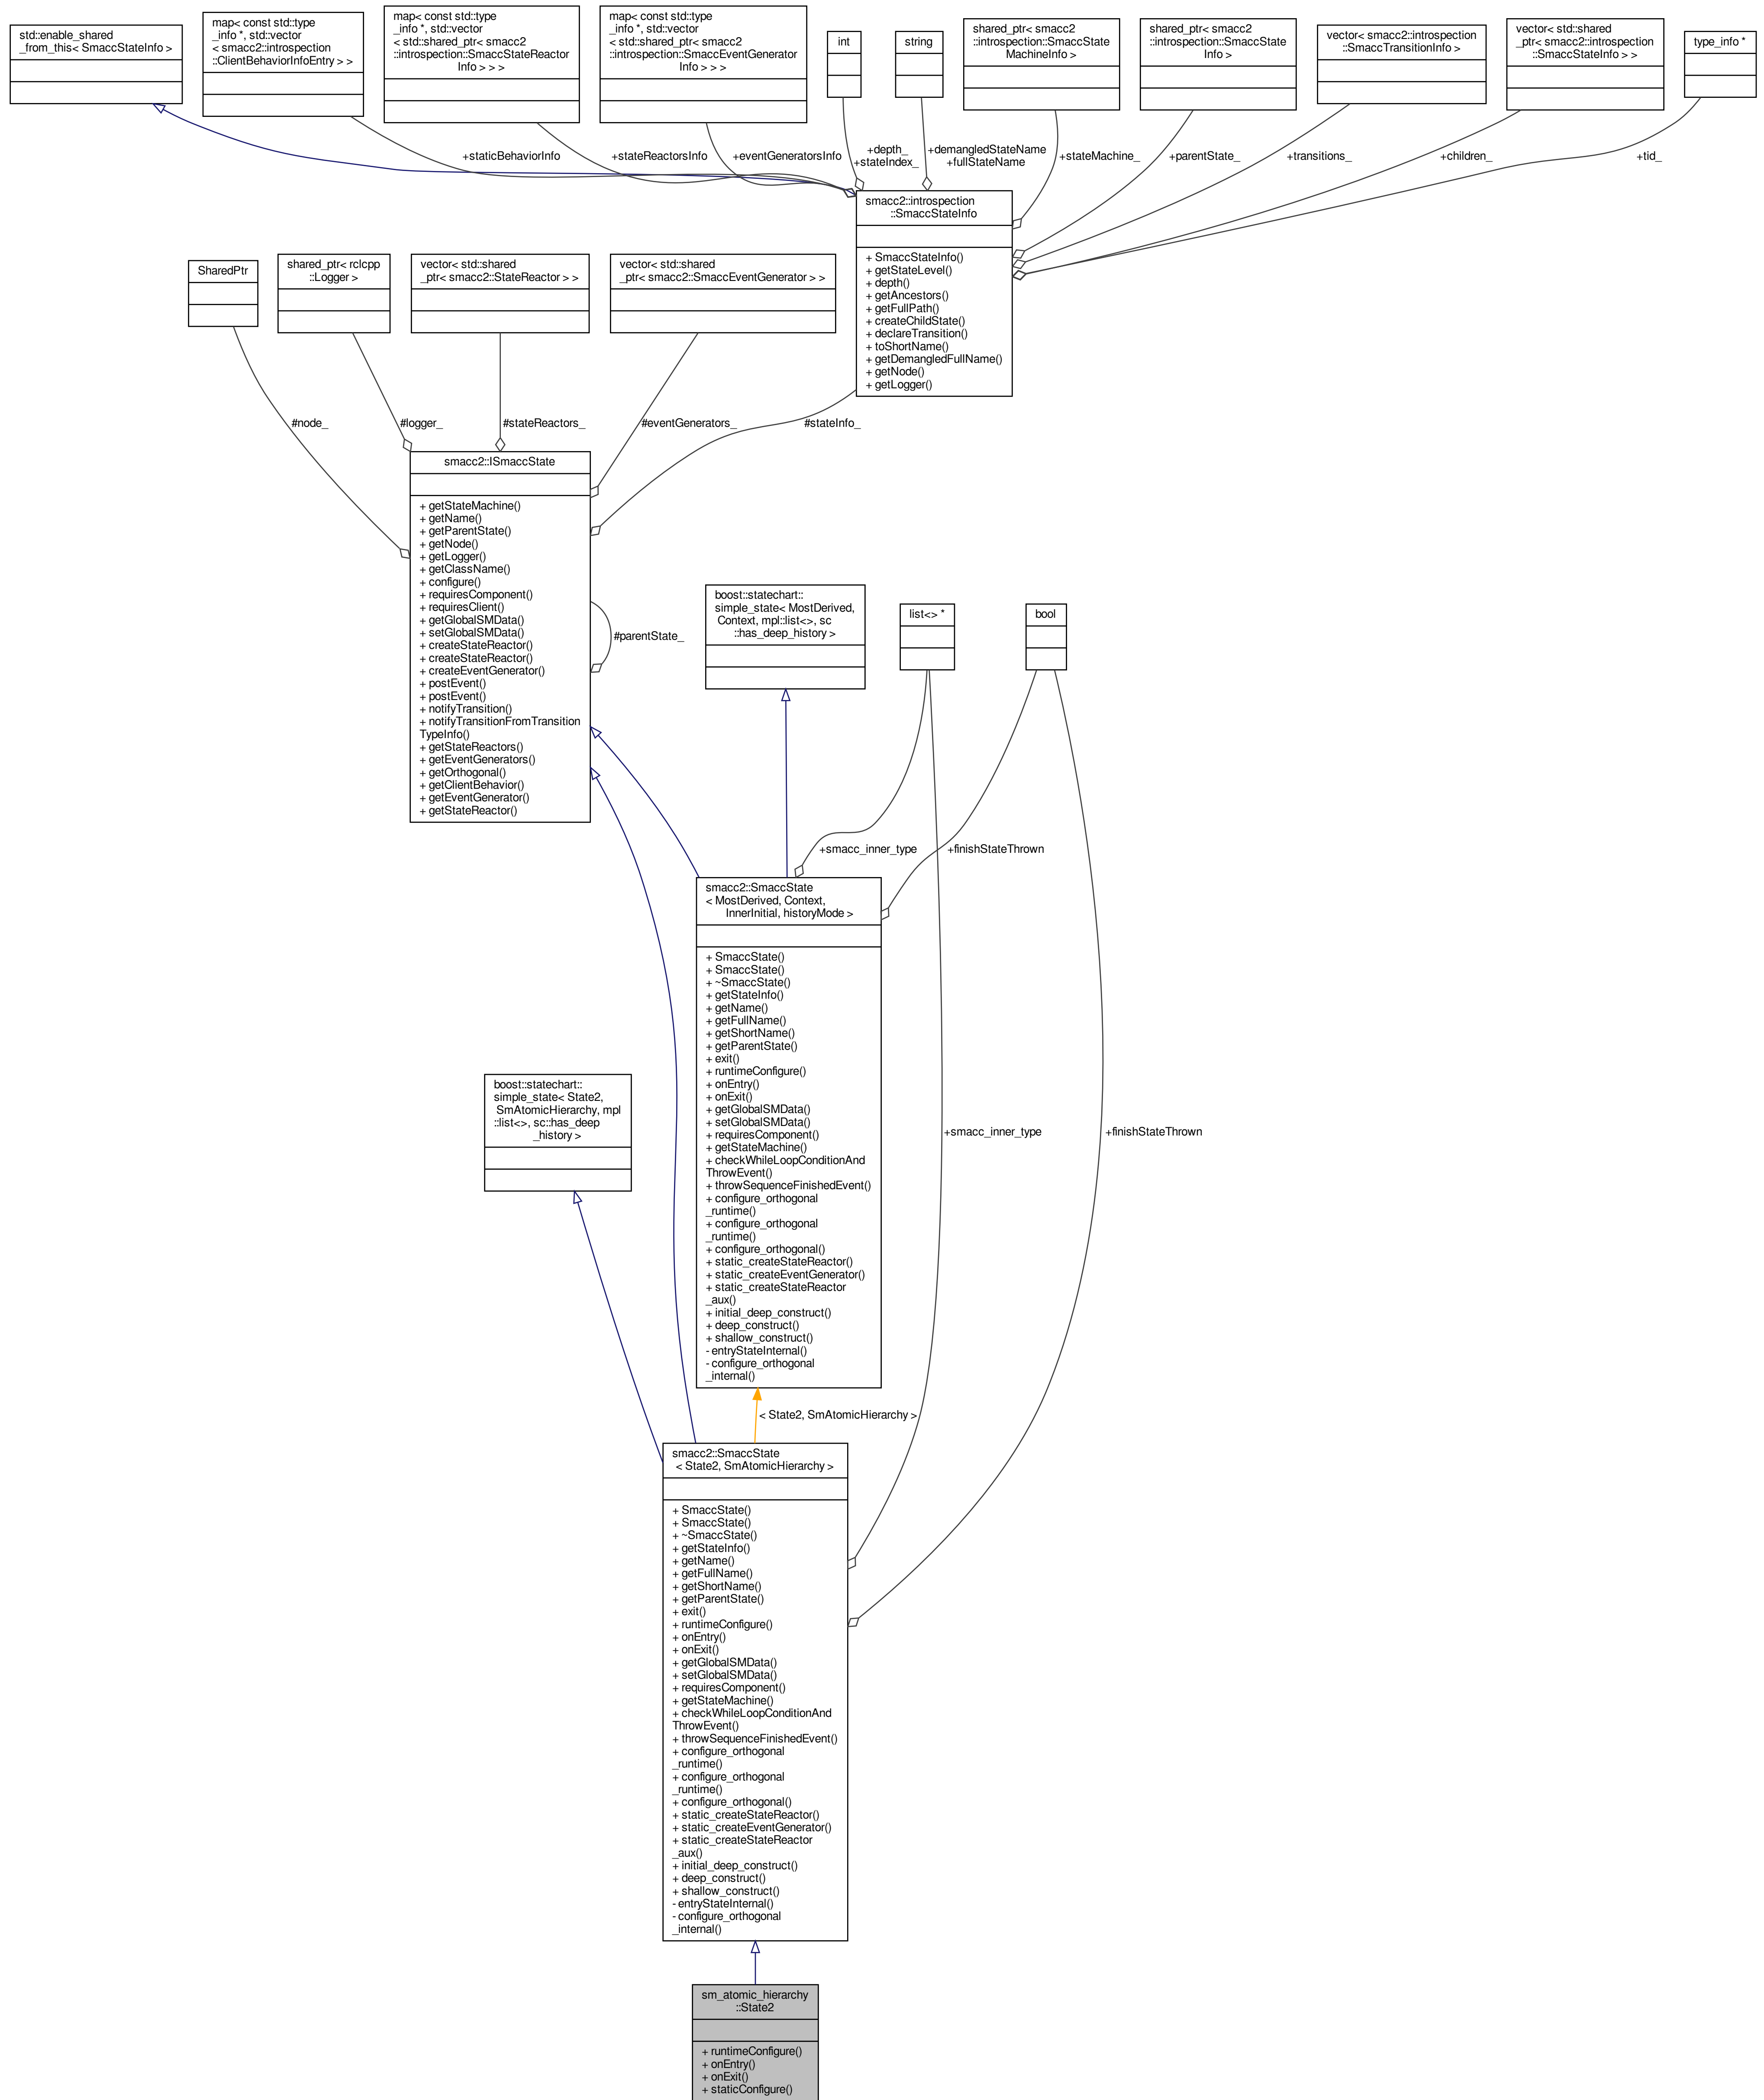 std::enable_shared
_from_this< SmaccStateInfo >
map< const std::type
_info *, std::vector
< smacc2::introspection
::ClientBehaviorInfoEntry > >
map< const std::type
_info *, std::vector
< std::shared_ptr< smacc2
::introspection::SmaccStateReactor
Info > > >
map< const std::type
_info *, std::vector
< std::shared_ptr< smacc2
::introspection::SmaccEventGenerator
Info > > >
int
string
shared_ptr< smacc2
::introspection::SmaccState
MachineInfo >
shared_ptr< smacc2
::introspection::SmaccState
Info >
vector< smacc2::introspection
::SmaccTransitionInfo >
vector< std::shared
_ptr< smacc2::introspection
::SmaccStateInfo > >
type_info *
+staticBehaviorInfo
+stateReactorsInfo
+eventGeneratorsInfo
+depth_
+stateIndex_
+demangledStateName
+fullStateName
+stateMachine_
+parentState_
+transitions_
+children_
+tid_
smacc2::introspection
::SmaccStateInfo
+ SmaccStateInfo()
+ getStateLevel()
+ depth()
+ getAncestors()
+ getFullPath()
+ createChildState()
+ declareTransition()
+ toShortName()
+ getDemangledFullName()
+ getNode()
+ getLogger()
SharedPtr
shared_ptr< rclcpp
::Logger >
vector< std::shared
_ptr< smacc2::StateReactor > >
vector< std::shared
_ptr< smacc2::SmaccEventGenerator > >
#node_
#logger_
#stateReactors_
#eventGenerators_
#stateInfo_
smacc2::ISmaccState
+ getStateMachine()
+ getName()
+ getParentState()
+ getNode()
+ getLogger()
+ getClassName()
+ configure()
+ requiresComponent()
+ requiresClient()
+ getGlobalSMData()
+ setGlobalSMData()
+ createStateReactor()
+ createStateReactor()
+ createEventGenerator()
+ postEvent()
+ postEvent()
+ notifyTransition()
+ notifyTransitionFromTransition
TypeInfo()
+ getStateReactors()
+ getEventGenerators()
+ getOrthogonal()
+ getClientBehavior()
+ getEventGenerator()
+ getStateReactor()
#parentState_
boost::statechart::
simple_state< MostDerived,
Context, mpl::list<>, sc
::has_deep_history >
list<> *
bool
+smacc_inner_type
+finishStateThrown
smacc2::SmaccState
< MostDerived, Context,
InnerInitial, historyMode >
+ SmaccState()
+ SmaccState()
+ ~SmaccState()
+ getStateInfo()
+ getName()
+ getFullName()
+ getShortName()
+ getParentState()
+ exit()
+ runtimeConfigure()
+ onEntry()
+ onExit()
+ getGlobalSMData()
+ setGlobalSMData()
+ requiresComponent()
+ getStateMachine()
+ checkWhileLoopConditionAnd
ThrowEvent()
+ throwSequenceFinishedEvent()
+ configure_orthogonal
_runtime()
+ configure_orthogonal
_runtime()
+ configure_orthogonal()
+ static_createStateReactor()
+ static_createEventGenerator()
+ static_createStateReactor
_aux()
+ initial_deep_construct()
+ deep_construct()
+ shallow_construct()
- entryStateInternal()
- configure_orthogonal
_internal()
boost::statechart::
simple_state< State2,
SmAtomicHierarchy, mpl
::list<>, sc::has_deep
_history >
+smacc_inner_type
+finishStateThrown
< State2, SmAtomicHierarchy >
smacc2::SmaccState
< State2, SmAtomicHierarchy >
+ SmaccState()
+ SmaccState()
+ ~SmaccState()
+ getStateInfo()
+ getName()
+ getFullName()
+ getShortName()
+ getParentState()
+ exit()
+ runtimeConfigure()
+ onEntry()
+ onExit()
+ getGlobalSMData()
+ setGlobalSMData()
+ requiresComponent()
+ getStateMachine()
+ checkWhileLoopConditionAnd
ThrowEvent()
+ throwSequenceFinishedEvent()
+ configure_orthogonal
_runtime()
+ configure_orthogonal
_runtime()
+ configure_orthogonal()
+ static_createStateReactor()
+ static_createEventGenerator()
+ static_createStateReactor
_aux()
+ initial_deep_construct()
+ deep_construct()
+ shallow_construct()
- entryStateInternal()
- configure_orthogonal
_internal()
sm_atomic_hierarchy
::State2
+ runtimeConfigure()
+ onEntry()
+ onExit()
+ staticConfigure()